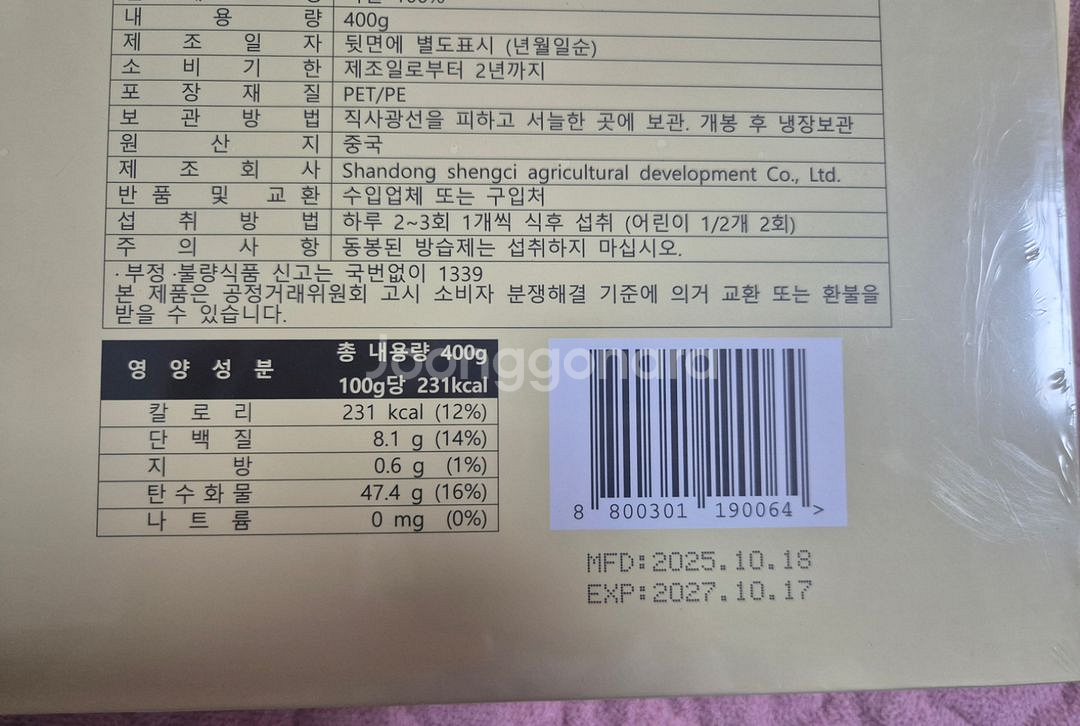 내 용 량 400g
제 조 일 자 뒷면에 별도표시 (년월일순)
소 비 기 한 제조일로부터 2년까지
포 장 재 질 PET/PE
보 관 방 법 직사광선을 피하고 서늘한 곳에 보관. 개봉 후 냉장보관
원 산 지 중국
제 조 회 사 Shandong shengci agricultural development Co., Ltd.
반 품 및 교 환 수입업체 또는 구입처
섭 취 방 법 하루 2~3회 1개씩 식후 섭취 (어린이 1/2개 2회)
주 의 사 항 동봉된 방습제는 섭취하지 마십시오.
·부정·불량식품 신고는 국번없이 1339
본 제품은 공정거래위원회 고시 소비자 분쟁해결 기준에 의거 교환 또는 환불을
받을 수 있습니다.
영 양 성 분 총 내용량 400g
100g당 231kcal
칼 로 리 231 kcal (12%)
단 백 질 8.1 g (14%)
지 방 0.6 g (1%)
탄수화물 47.4 g (16%)
나 트 륨 0 mg (0%)
Joonggonara
8 800301 190064 >
MFD:2025.10.18
EXP:2027.10.17